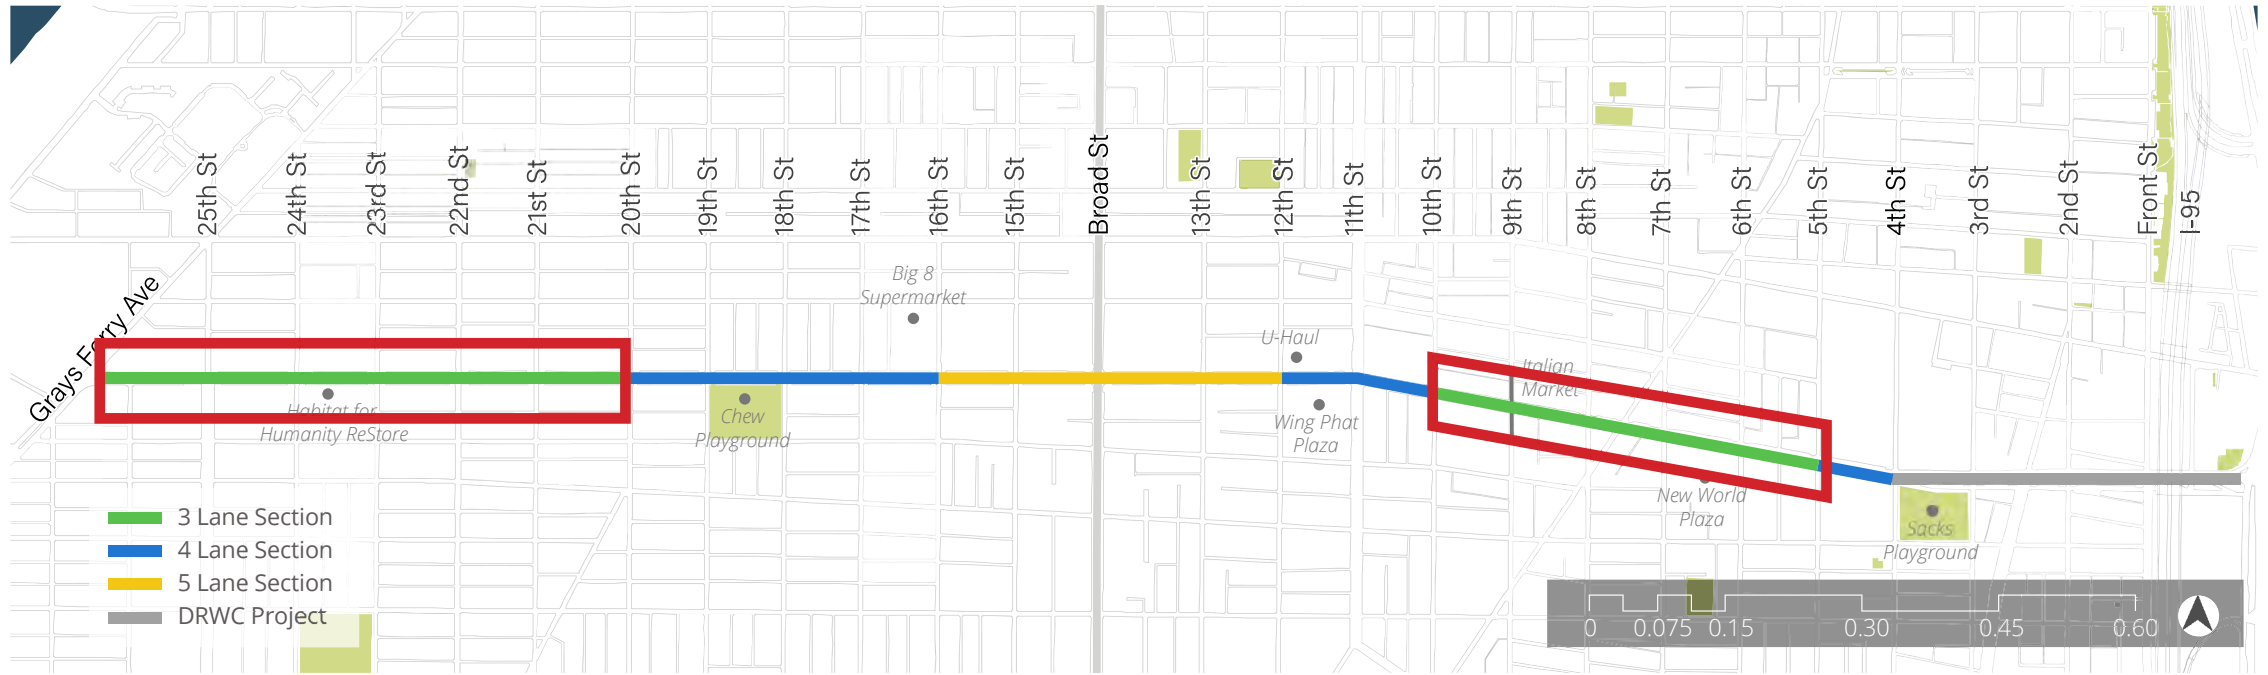 25th St
24th St
23rd St
22nd St
21st St
20th St
19th St
18th St
17th St
16th St
15th St
Broad St
13th St
12th St
11th St
10th St
9th St
8th St
7th St
6th St
5th St
4th St
3rd St
2nd St
Front St
I-95
Grays Ferry Ave
Big 8
Supermarket
U-Haul
Italian
Market
Habitat for
Humanity ReStore
Chew
Playground
Wing Phat
Plaza
New World
Plaza
Sacks
Playground
3 Lane Section
4 Lane Section
5 Lane Section
DRWC Project
0 0.075 0.15 0.30 0.45 0.60